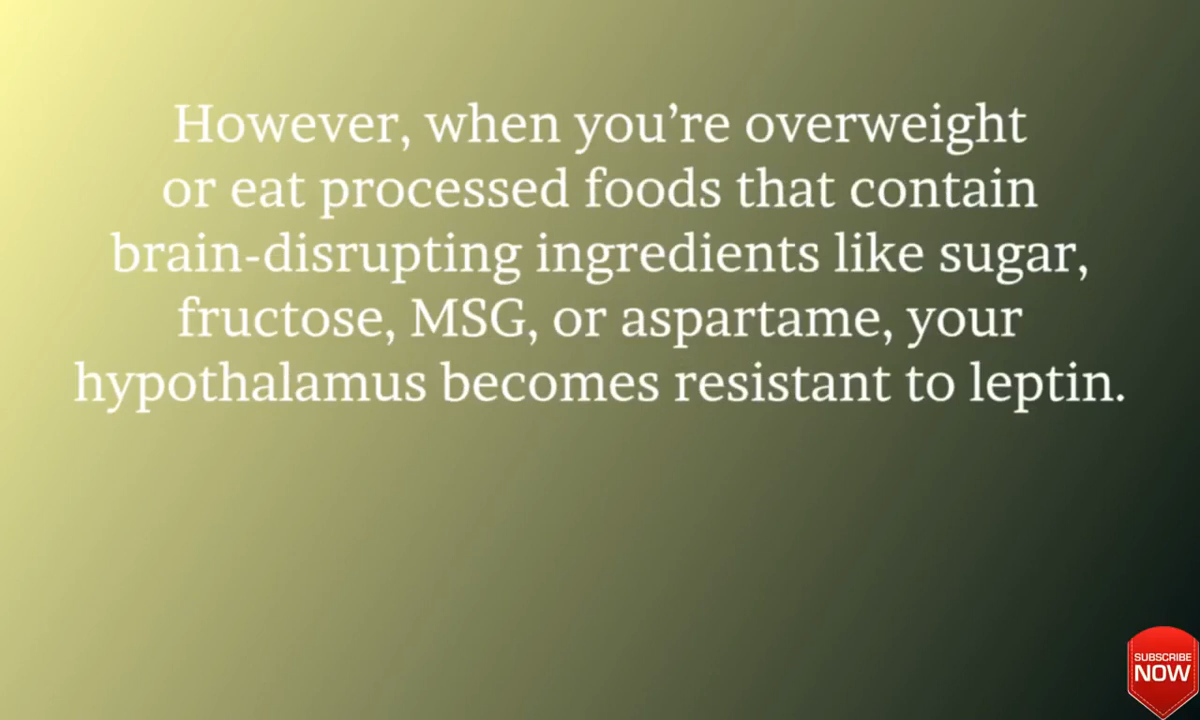 However, when you’re overweight
or eat processed foods that contain
brain-disrupting ingredients like sugar,
fructose, MSG, or aspartame, your
hypothalamus becomes resistant to leptin.
SUBSCRIBE
NOW